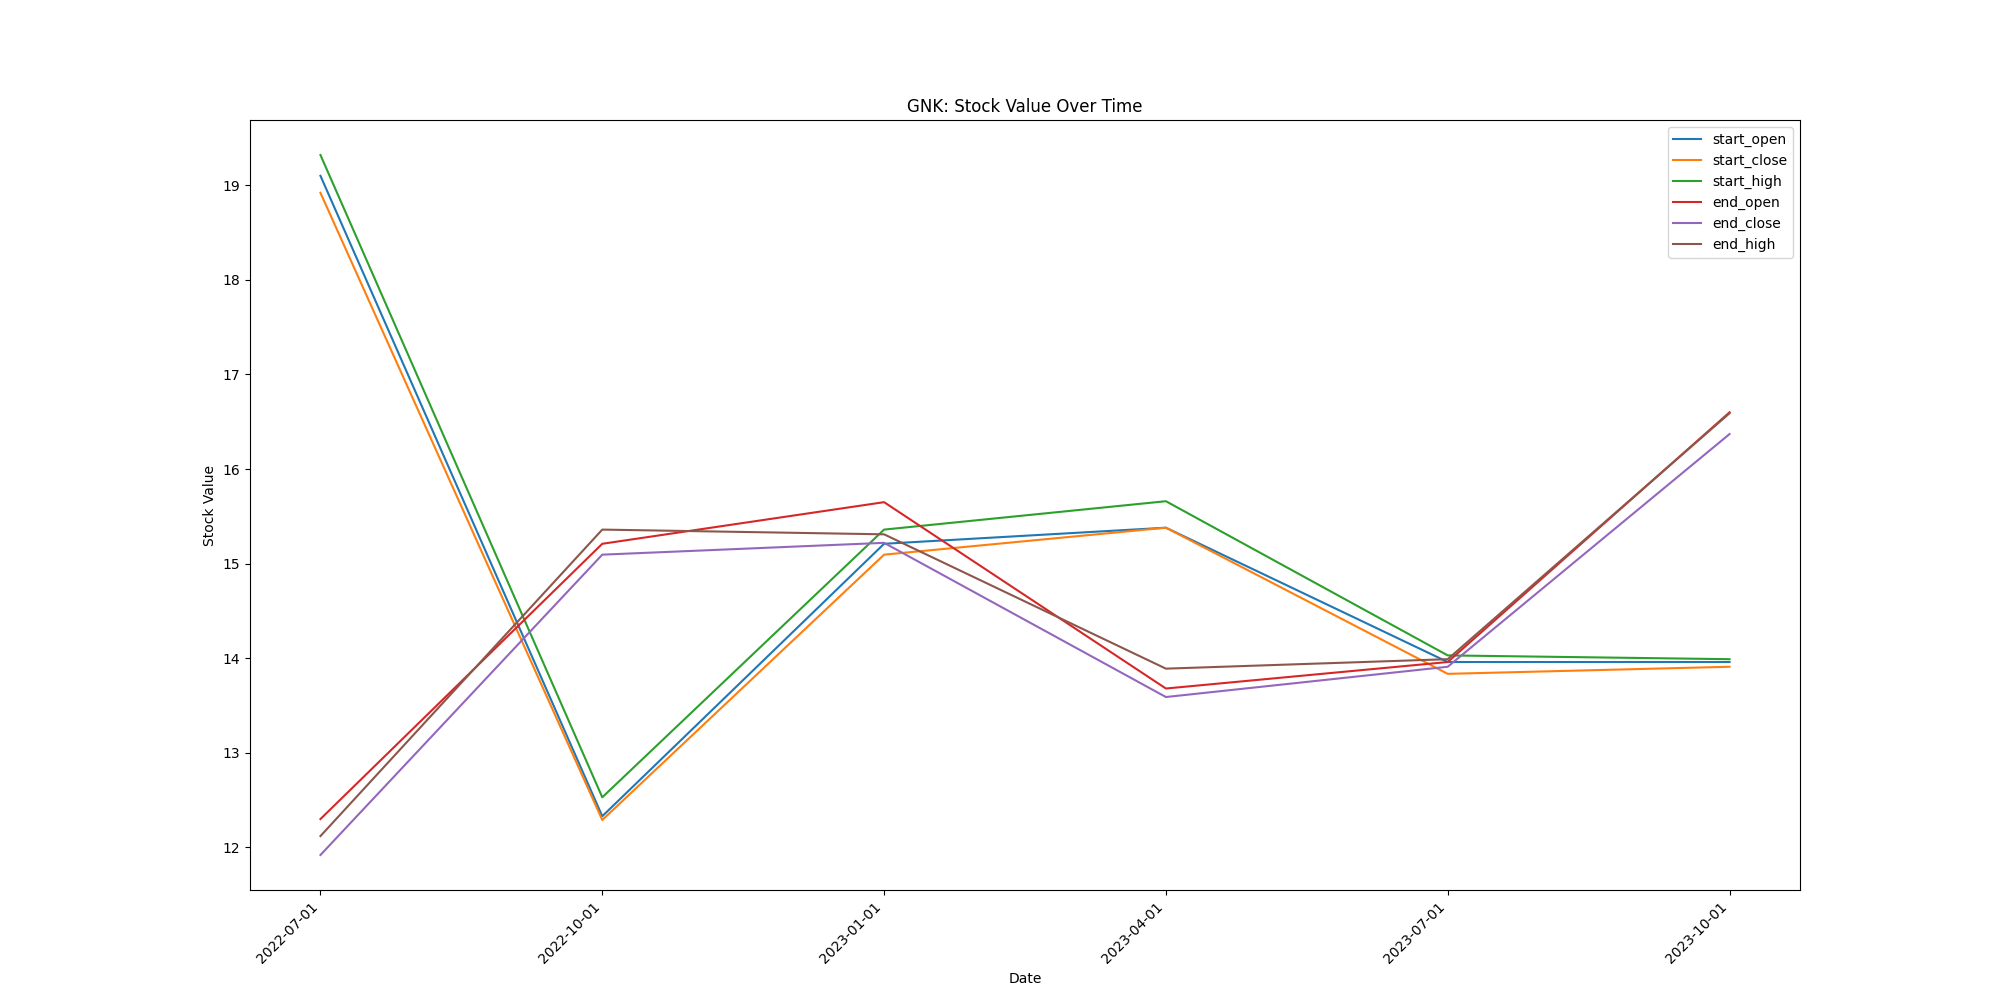 GNK: Stock Value Over Time
start_open
start_close
start_high
end_open
end_close
end_high
Stock Value
19
18
17
16
15
14
13
12
2022-07-01
2022-10-01
2023-01-01
2023-04-01
2023-07-01
2023-10-01
Date